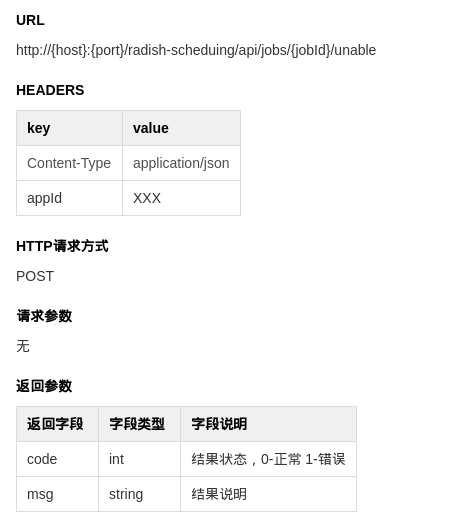 URL
http://{host}:{port}/radish-scheduing/api/jobs/{jobId}/unable
HEADERS
key value
Content-Type application/json
appId XXX
HTTP请求方式
POST
请求参数
无
返回参数
返回字段 字段类型 字段说明
code int 结果状态，0-正常 1-错误
msg string 结果说明